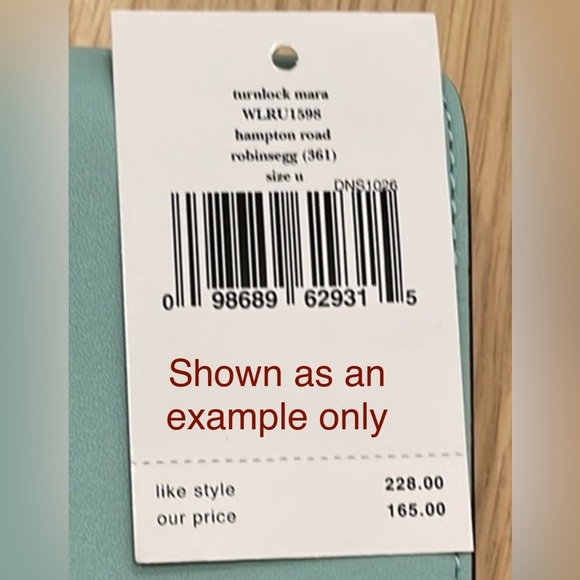 turnlock mara
WLRU1598
hampton road
robinsegg (361)
size u
DNS1026
0 98689 62931 5
Shown as an
example only
like style 228.00
our price 165.00